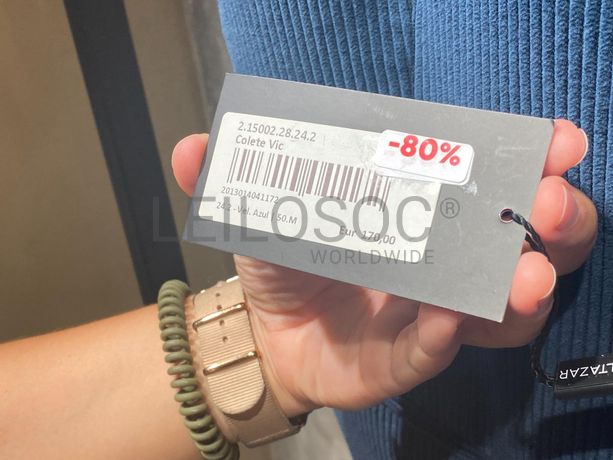 2.15002.28.24.2
Colete Vic
-80%
2013014041172
24.2 - Vel. Azul
50.M
Eur 170,00
LEILOSOC®
WORLDWIDE
LTAZAR